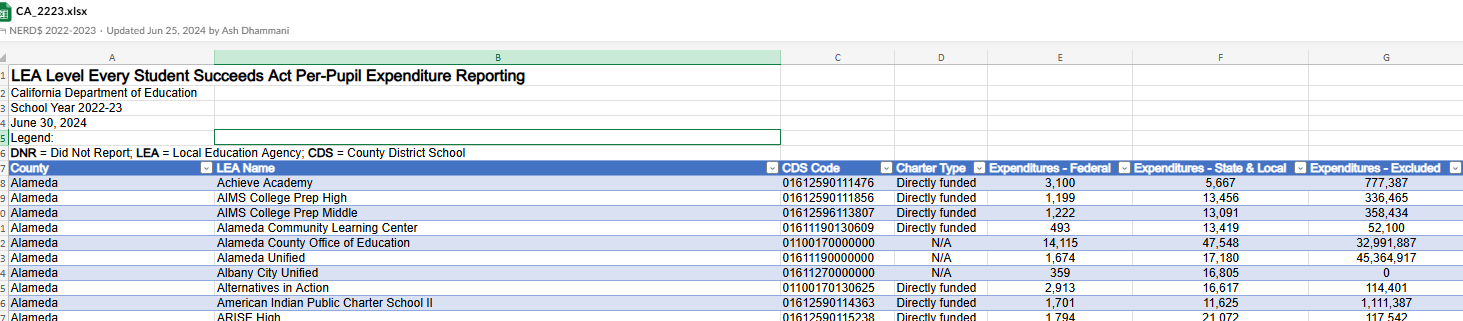 CA_2223.xlsx
NERD$ 2022-2023 · Updated Jun 25, 2024 by Ash Dhammani
A B C D E F G
1 LEA Level Every Student Succeeds Act Per-Pupil Expenditure Reporting
2 California Department of Education
3 School Year 2022-23
4 June 30, 2024
5 Legend:
6 DNR = Did Not Report; LEA = Local Education Agency; CDS = County District School
7 County LEA Name CDS Code Charter Type Expenditures - Federal Expenditures - State & Local Expenditures - Excluded
8 Alameda Achieve Academy 01612590111476 Directly funded 3,100 5,667 777,387
9 Alameda AIMS College Prep High 01612590111856 Directly funded 1,199 13,456 336,465
0 Alameda AIMS College Prep Middle 01612596113807 Directly funded 1,222 13,091 358,434
1 Alameda Alameda Community Learning Center 01611190130609 Directly funded 493 13,419 52,100
2 Alameda Alameda County Office of Education 01100170000000 N/A 14,115 47,548 32,991,887
3 Alameda Alameda Unified 01611190000000 N/A 1,674 17,180 45,364,917
4 Alameda Albany City Unified 01611270000000 N/A 359 16,805 0
5 Alameda Alternatives in Action 01100170130625 Directly funded 2,913 16,617 114,401
6 Alameda American Indian Public Charter School II 01612590114363 Directly funded 1,701 11,625 1,111,387
7 Alameda ARISE High 01612590115238 Directly funded 1,794 21,072 117,542